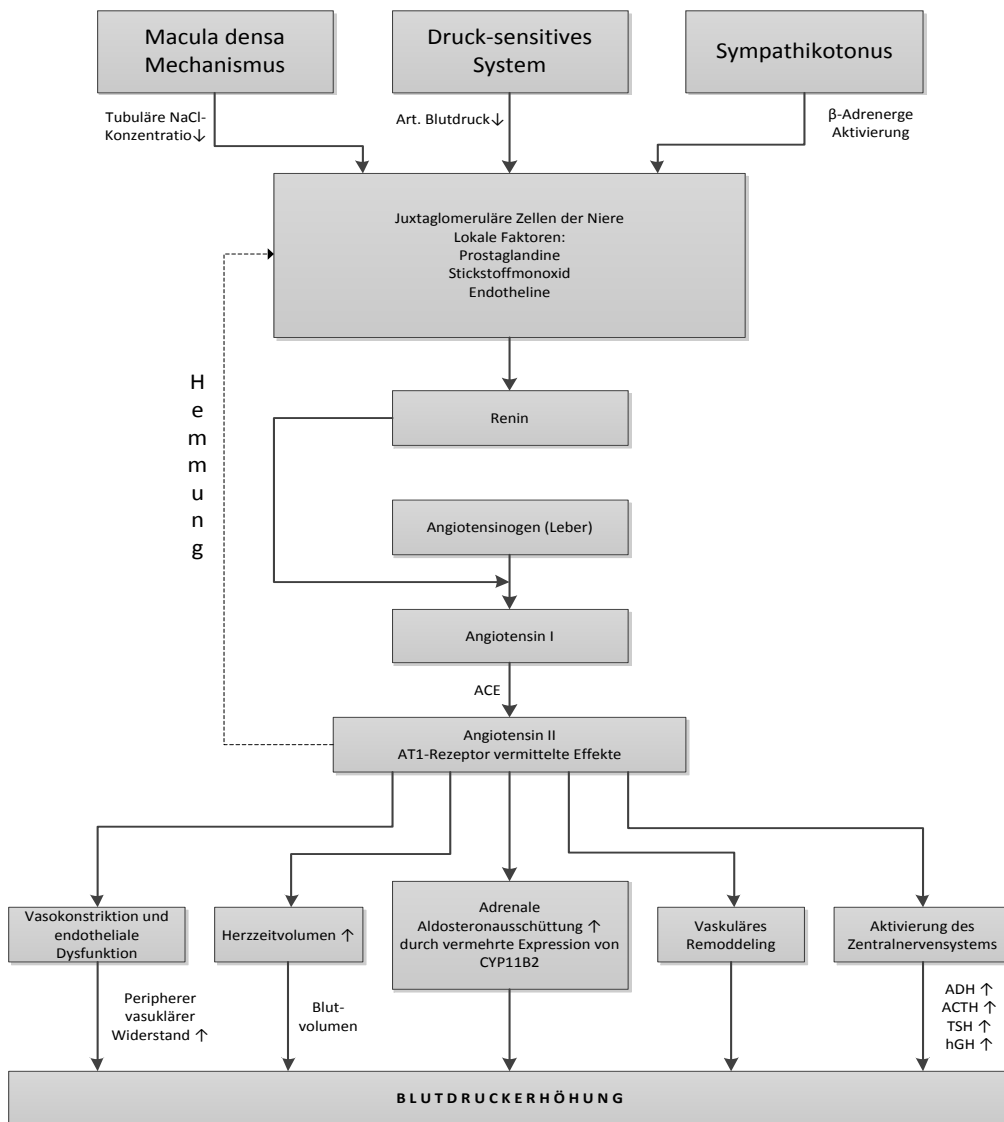 Macula densa
Mechanismus
Druck-sensitives
System
Sympathikotonus
Tubuläre NaCl-
Konzentratio↓
Art. Blutdruck↓
β-Adrenerge
Aktivierung
Juxtaglomeruläre Zellen der Niere
Lokale Faktoren:
Prostaglandine
Stickstoffmonoxid
Endotheline
Hemmung
Renin
Angiotensinogen (Leber)
Angiotensin I
ACE
Angiotensin II
AT1-Rezeptor vermittelte Effekte
Vasokonstriktion und
endotheliale
Dysfunktion
Herzzeitvolumen ↑
Adrenale
Aldosteronausschüttung ↑
durch vermehrte Expression von
CYP11B2
Vaskuläres
Remoddeling
Aktivierung des
Zentralnervensystems
Peripherer
vasuklärer
Widerstand ↑
Blut-
volumen
ADH ↑
ACTH ↑
TSH ↑
hGH ↑
BLUTDRUCKERHÖHUNG